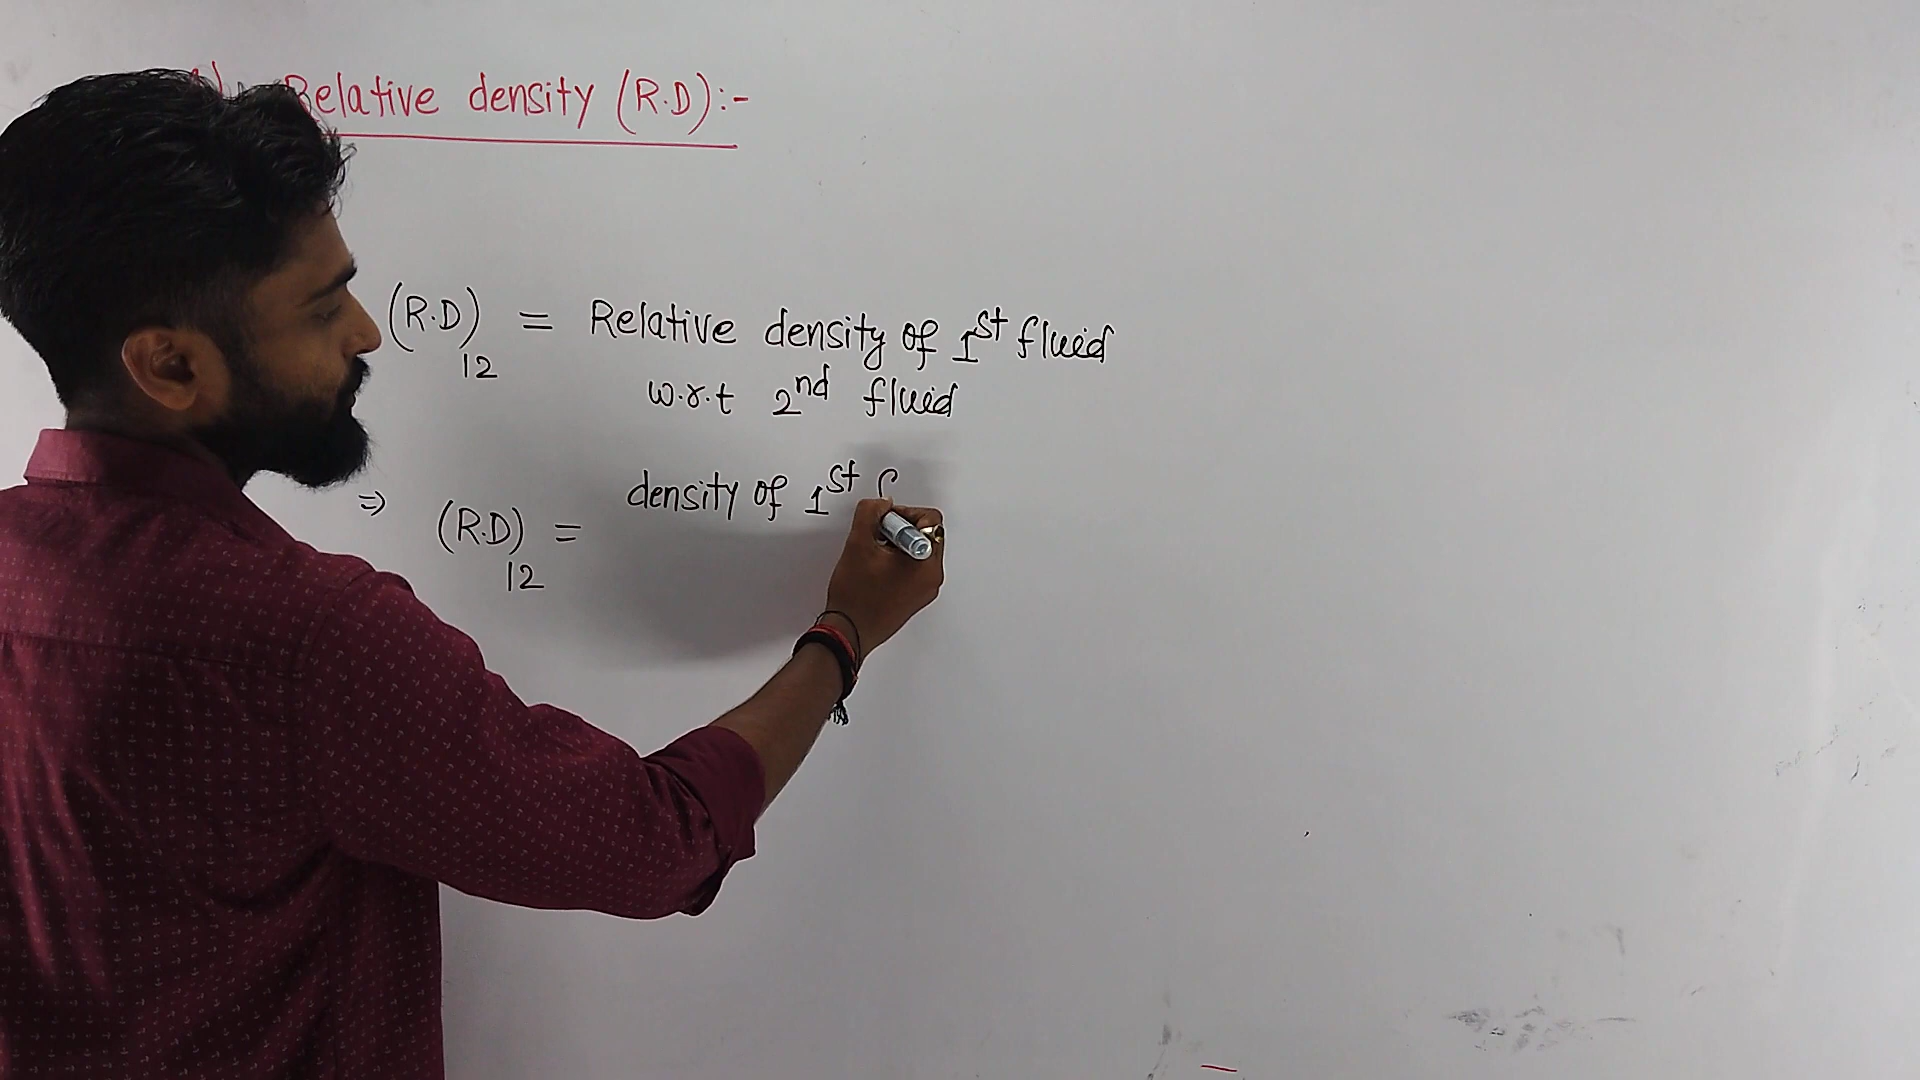 Relative density (R.D):-
(R.D)12 = Relative density of 1st fluid
w.r.t 2nd fluid
density of 1st f
⇒ (R.D)12 =